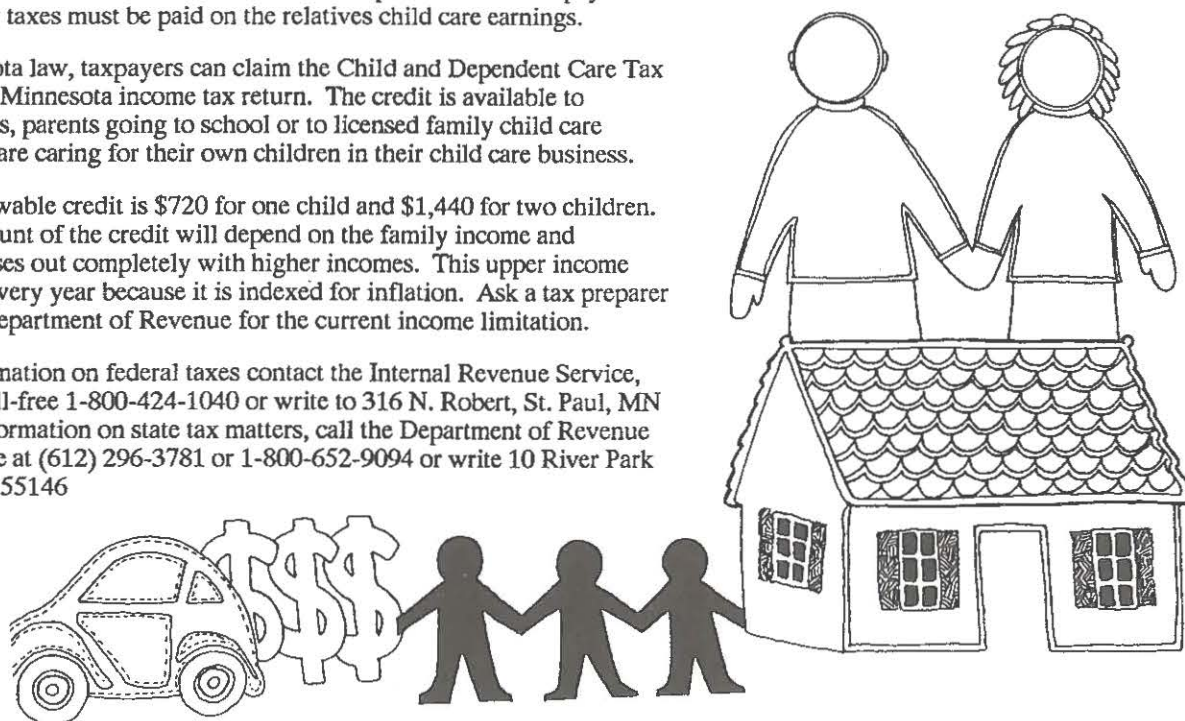 taxes must be paid on the relatives child care earnings.
ota law, taxpayers can claim the Child and Dependent Care Tax
Minnesota income tax return. The credit is available to
s, parents going to school or to licensed family child care
are caring for their own children in their child care business.
wable credit is $720 for one child and $1,440 for two children.
unt of the credit will depend on the family income and
ses out completely with higher incomes. This upper income
very year because it is indexed for inflation. Ask a tax preparer
epartment of Revenue for the current income limitation.
nation on federal taxes contact the Internal Revenue Service,
ll-free 1-800-424-1040 or write to 316 N. Robert, St. Paul, MN
ormation on state tax matters, call the Department of Revenue
e at (612) 296-3781 or 1-800-652-9094 or write 10 River Park
55146
$$$